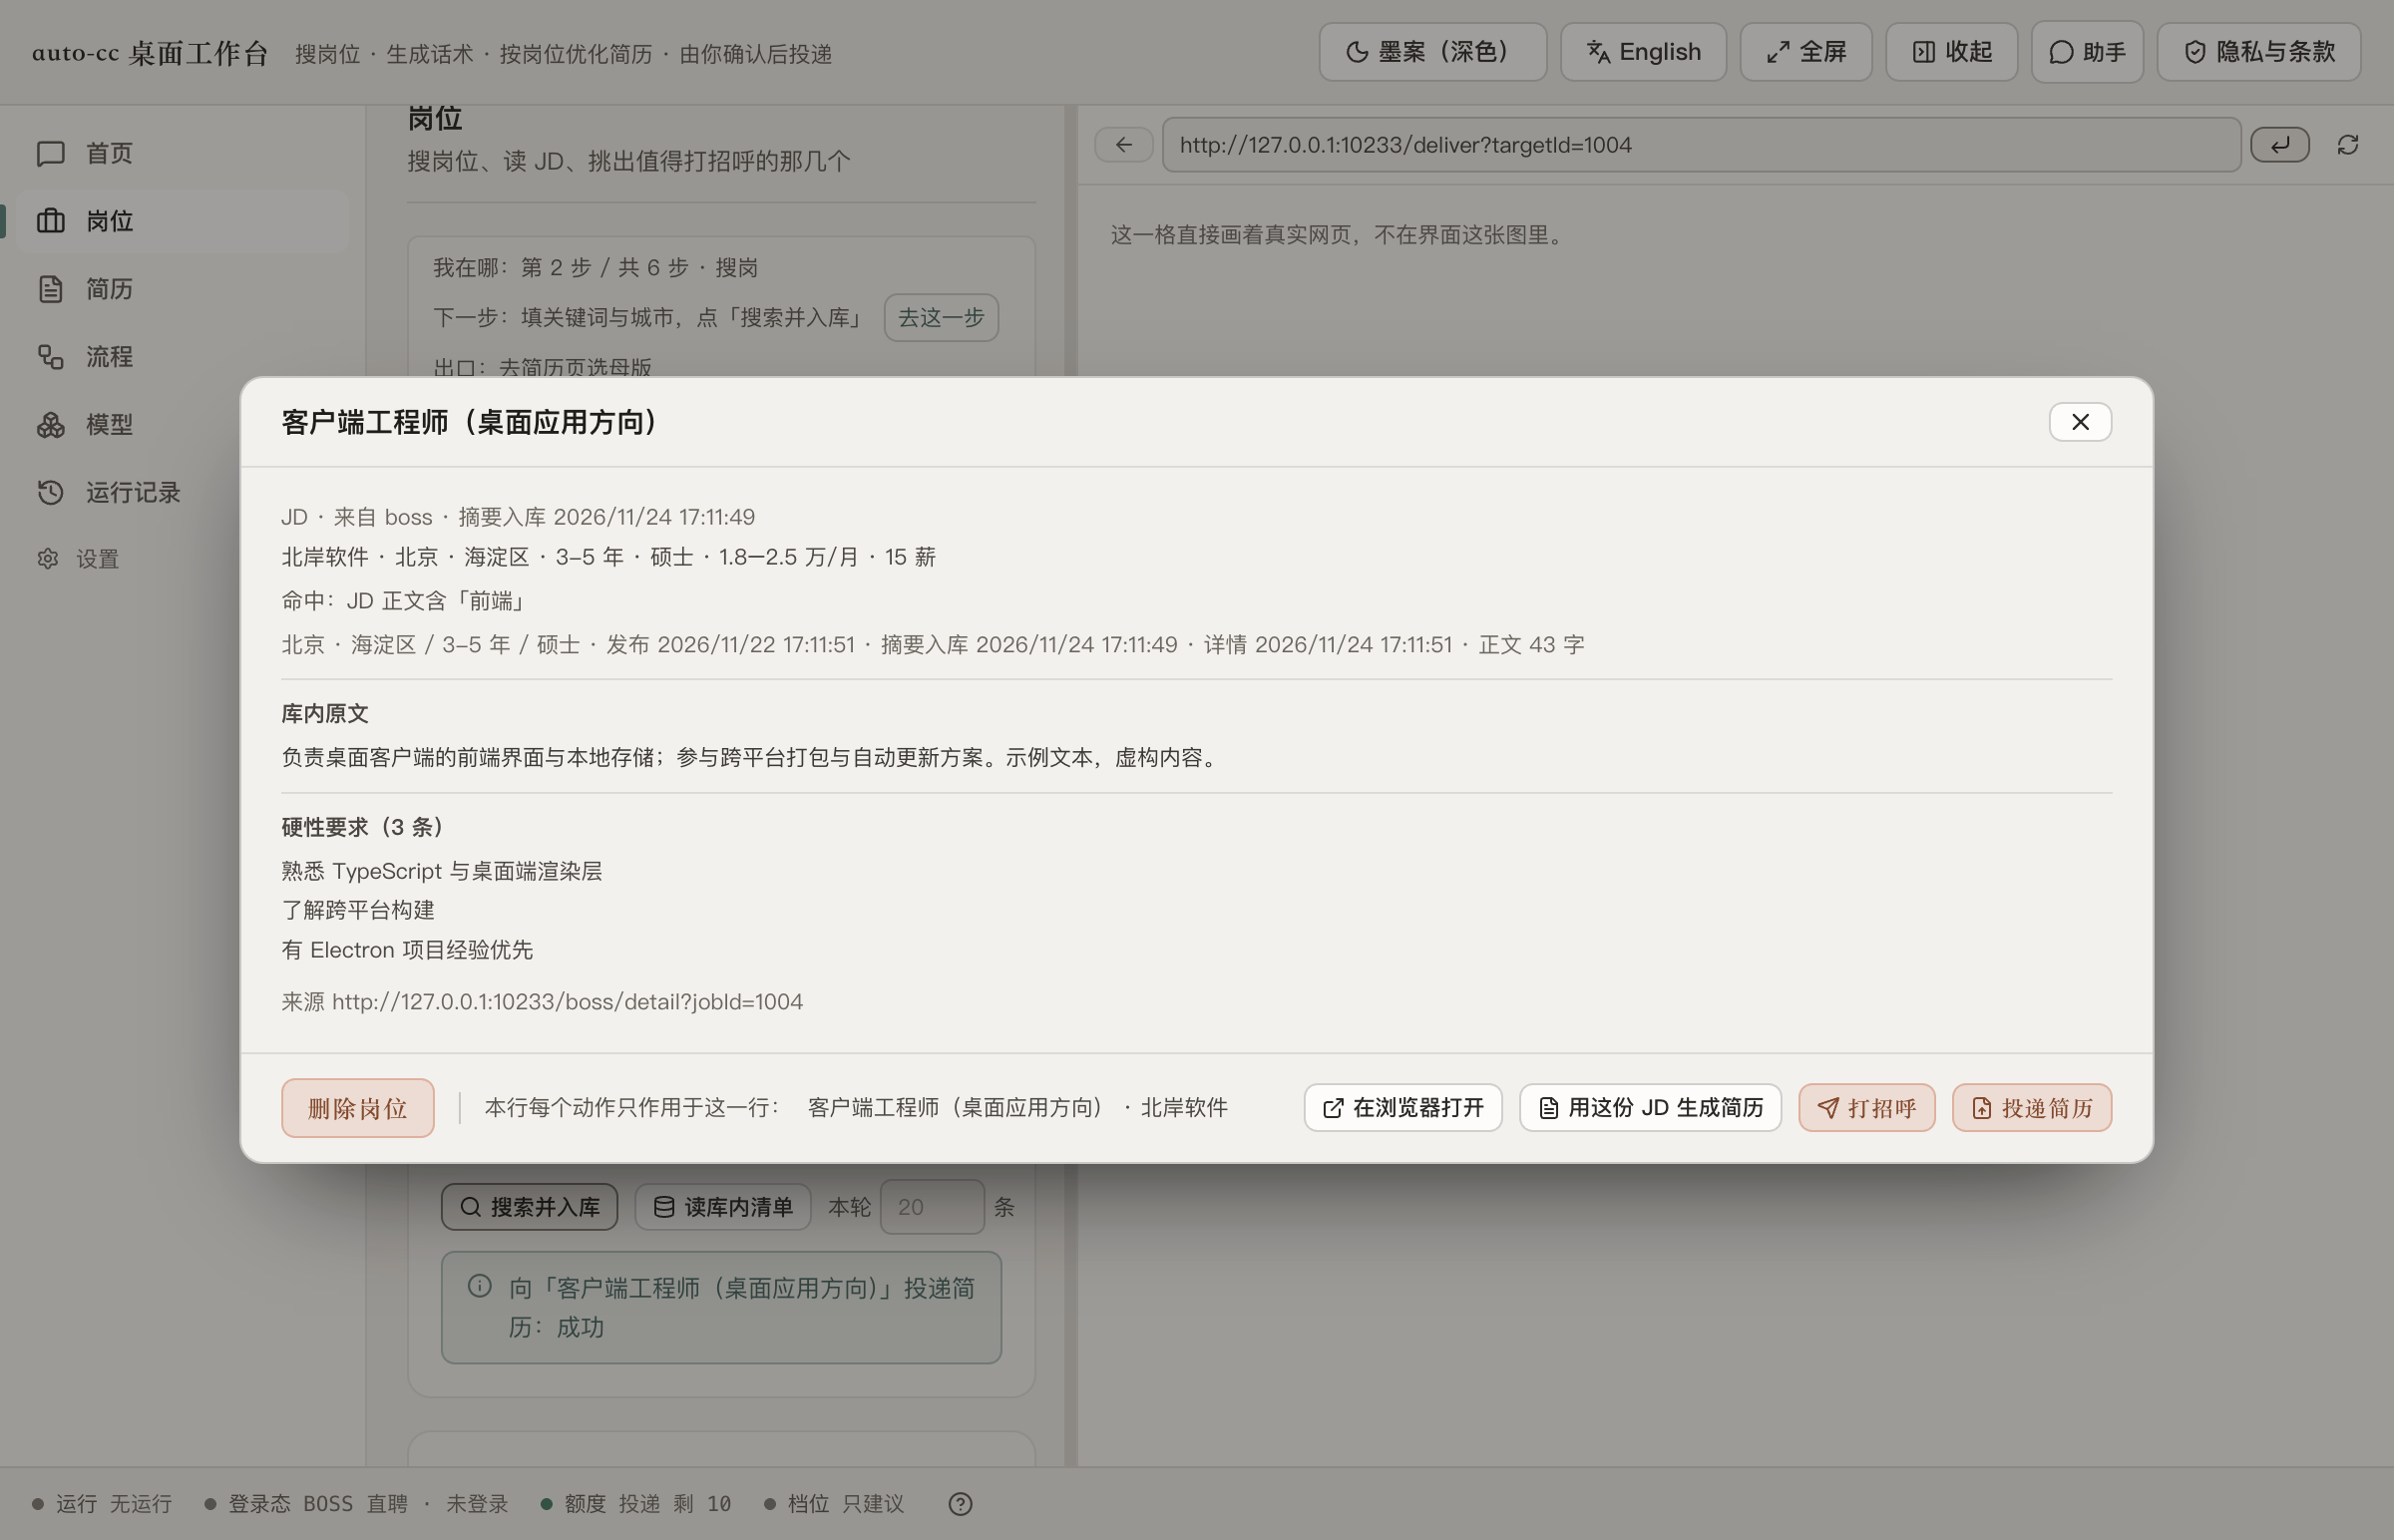 auto-cc 桌面工作台
搜岗位 · 生成话术 · 按岗位优化简历 · 由你确认后投递
墨案（深色）
English
全屏
收起
助手
隐私与条款
首页
岗位
简历
流程
模型
运行记录
设置
岗位
搜岗位、读 JD、挑出值得打招呼的那几个
我在哪：第 2 步 / 共 6 步 · 搜岗
下一步：填关键词与城市，点「搜索并入库」
去这一步
出口：去简历页选母版
http://127.0.0.1:10233/deliver?targetId=1004
这一格直接画着真实网页，不在界面这张图里。
客户端工程师（桌面应用方向）
JD · 来自 boss · 摘要入库 2026/11/24 17:11:49
北岸软件 · 北京 · 海淀区 · 3–5 年 · 硕士 · 1.8–2.5 万/月 · 15 薪
命中：JD 正文含「前端」
北京 · 海淀区 / 3–5 年 / 硕士 · 发布 2026/11/22 17:11:51 · 摘要入库 2026/11/24 17:11:49 · 详情 2026/11/24 17:11:51 · 正文 43 字
库内原文
负责桌面客户端的前端界面与本地存储；参与跨平台打包与自动更新方案。示例文本，虚构内容。
硬性要求（3 条）
熟悉 TypeScript 与桌面端渲染层
了解跨平台构建
有 Electron 项目经验优先
来源 http://127.0.0.1:10233/boss/detail?jobId=1004
删除岗位
本行每个动作只作用于这一行： 客户端工程师（桌面应用方向） · 北岸软件
在浏览器打开
用这份 JD 生成简历
打招呼
投递简历
搜索并入库
读库内清单
本轮 20 条
向「客户端工程师（桌面应用方向）」投递简
历：成功
运行 无运行
登录态 BOSS 直聘 · 未登录
额度 投递 剩 10
档位 只建议